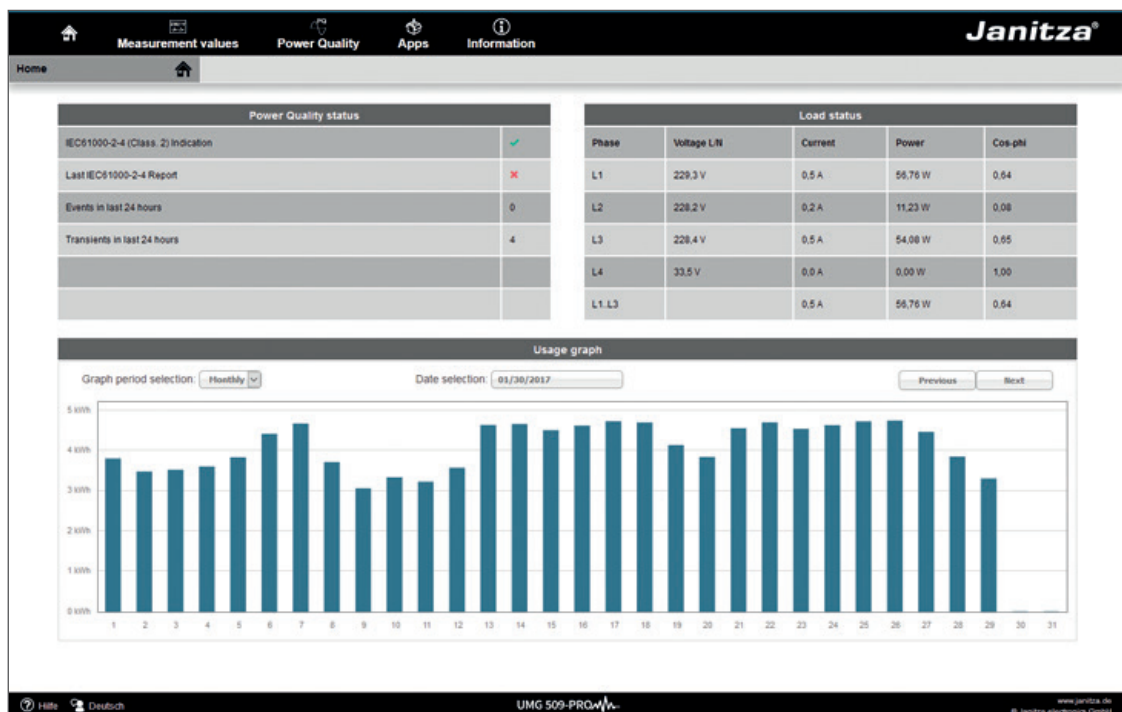 Measurement values Power Quality Apps Information Janitza®
Home
Power Quality status
IEC61000-2-4 (Class. 2) Indication
Last IEC61000-2-4 Report
Events in last 24 hours 0
Transients in last 24 hours 4
Load status
Phase Voltage L/N Current Power Cos-phi
L1 229,3 V 0,5 A 56,76 W 0,64
L2 228,2 V 0,2 A 11,23 W 0,08
L3 228,4 V 0,5 A 54,08 W 0,65
L4 33,5 V 0,0 A 0,00 W 1,00
L1..L3 0,5 A 56,76 W 0,64
Usage graph
Graph period selection: Monthly Date selection: 01/30/2017 Previous Next
5 kWh
4 kWh
3 kWh
2 kWh
1 kWh
0 kWh
1 2 3 4 5 6 7 8 9 10 11 12 13 14 15 16 17 18 19 20 21 22 23 24 25 26 27 28 29 30 31
Hilfe Deutsch UMG 509-PRO www.janitza.de
© Janitza electronics GmbH